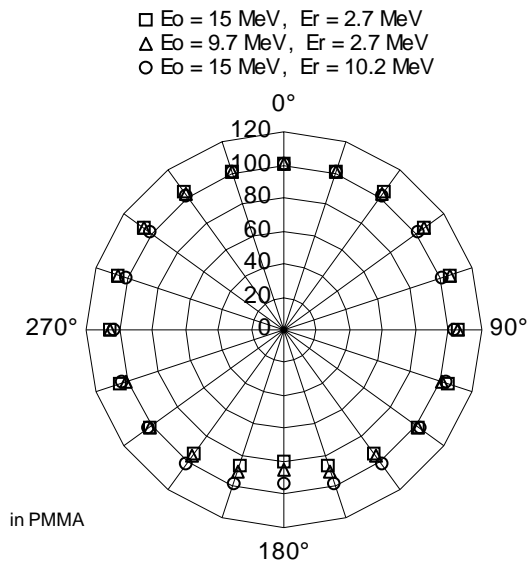 □ Eo = 15 MeV, Er = 2.7 MeV
△ Eo = 9.7 MeV, Er = 2.7 MeV
○ Eo = 15 MeV, Er = 10.2 MeV
0°
120
100
80
60
40
20
0
270°
90°
in PMMA
180°